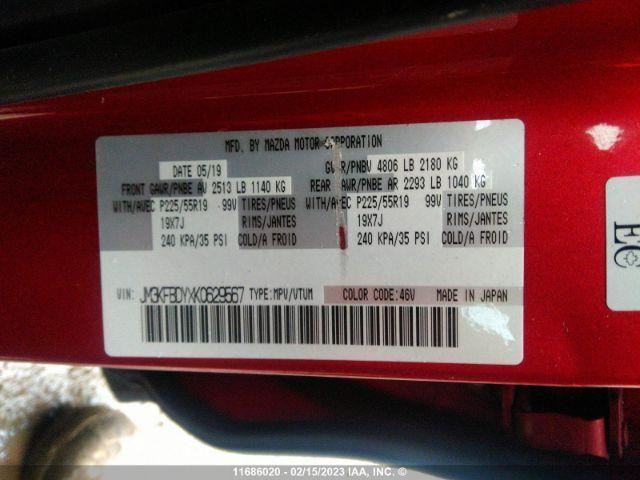 MFD. BY MAZDA MOTOR CORPORATION
DATE 05/19 GVWR/PNBV 4806 LB 2180 KG
FRONT GAWR/PNBE AV 2513 LB 1140 KG REAR GAWR/PNBE AR 2293 LB 1040 KG
WITH/AVEC P225/55R19 99V TIRES/PNEUS WITH/AVEC P225/55R19 99V TIRES/PNEUS
19X7J RIMS/JANTES 19X7J RIMS/JANTES
240 KPA/35 PSI COLD/A FROID 240 KPA/35 PSI COLD/A FROID
VIN: JM3KFBDYXK0629567 TYPE:MPV/VTUM COLOR CODE:46V MADE IN JAPAN
EC
11686020 - 02/15/2023 IAA, INC. ©